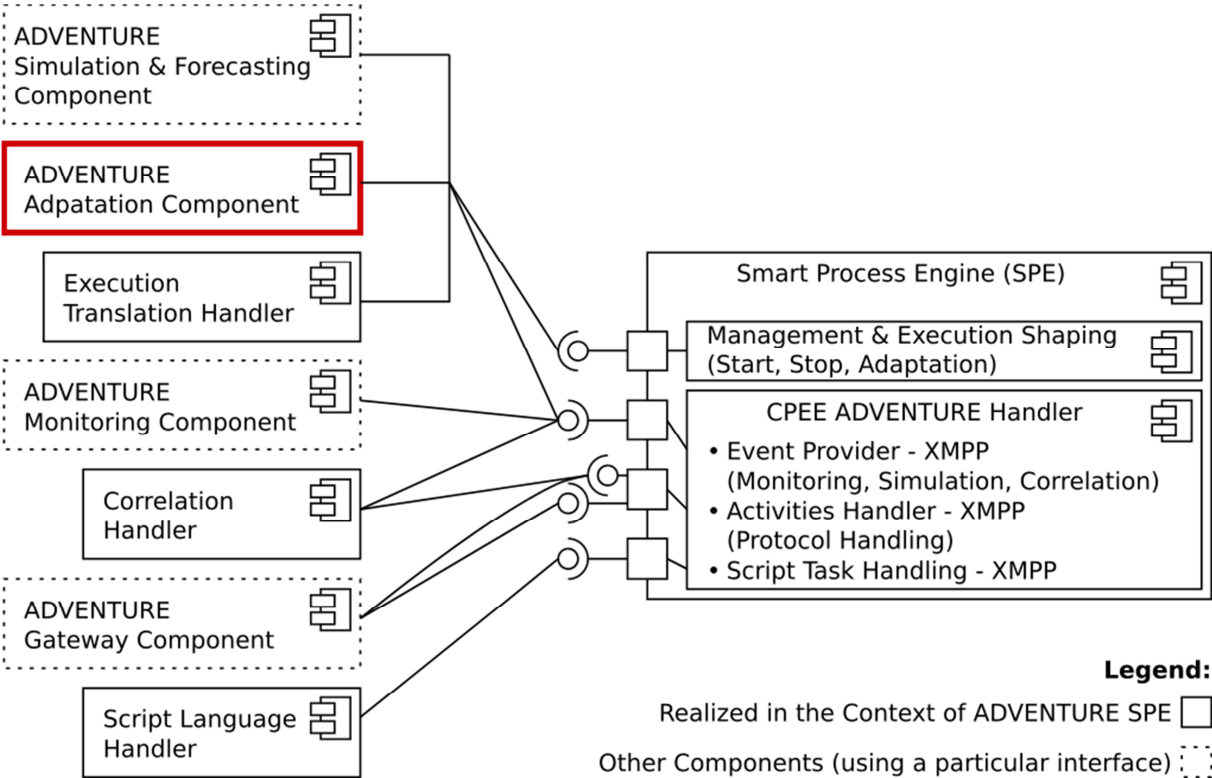 ADVENTURE
Simulation & Forecasting
Component
ADVENTURE
Adpatation Component
Execution
Translation Handler
ADVENTURE
Monitoring Component
Correlation
Handler
ADVENTURE
Gateway Component
Script Language
Handler
Smart Process Engine (SPE)
Management & Execution Shaping
(Start, Stop, Adaptation)
CPEE ADVENTURE Handler
• Event Provider - XMPP
(Monitoring, Simulation, Correlation)
• Activities Handler - XMPP
(Protocol Handling)
• Script Task Handling - XMPP
Legend:
Realized in the Context of ADVENTURE SPE
Other Components (using a particular interface)